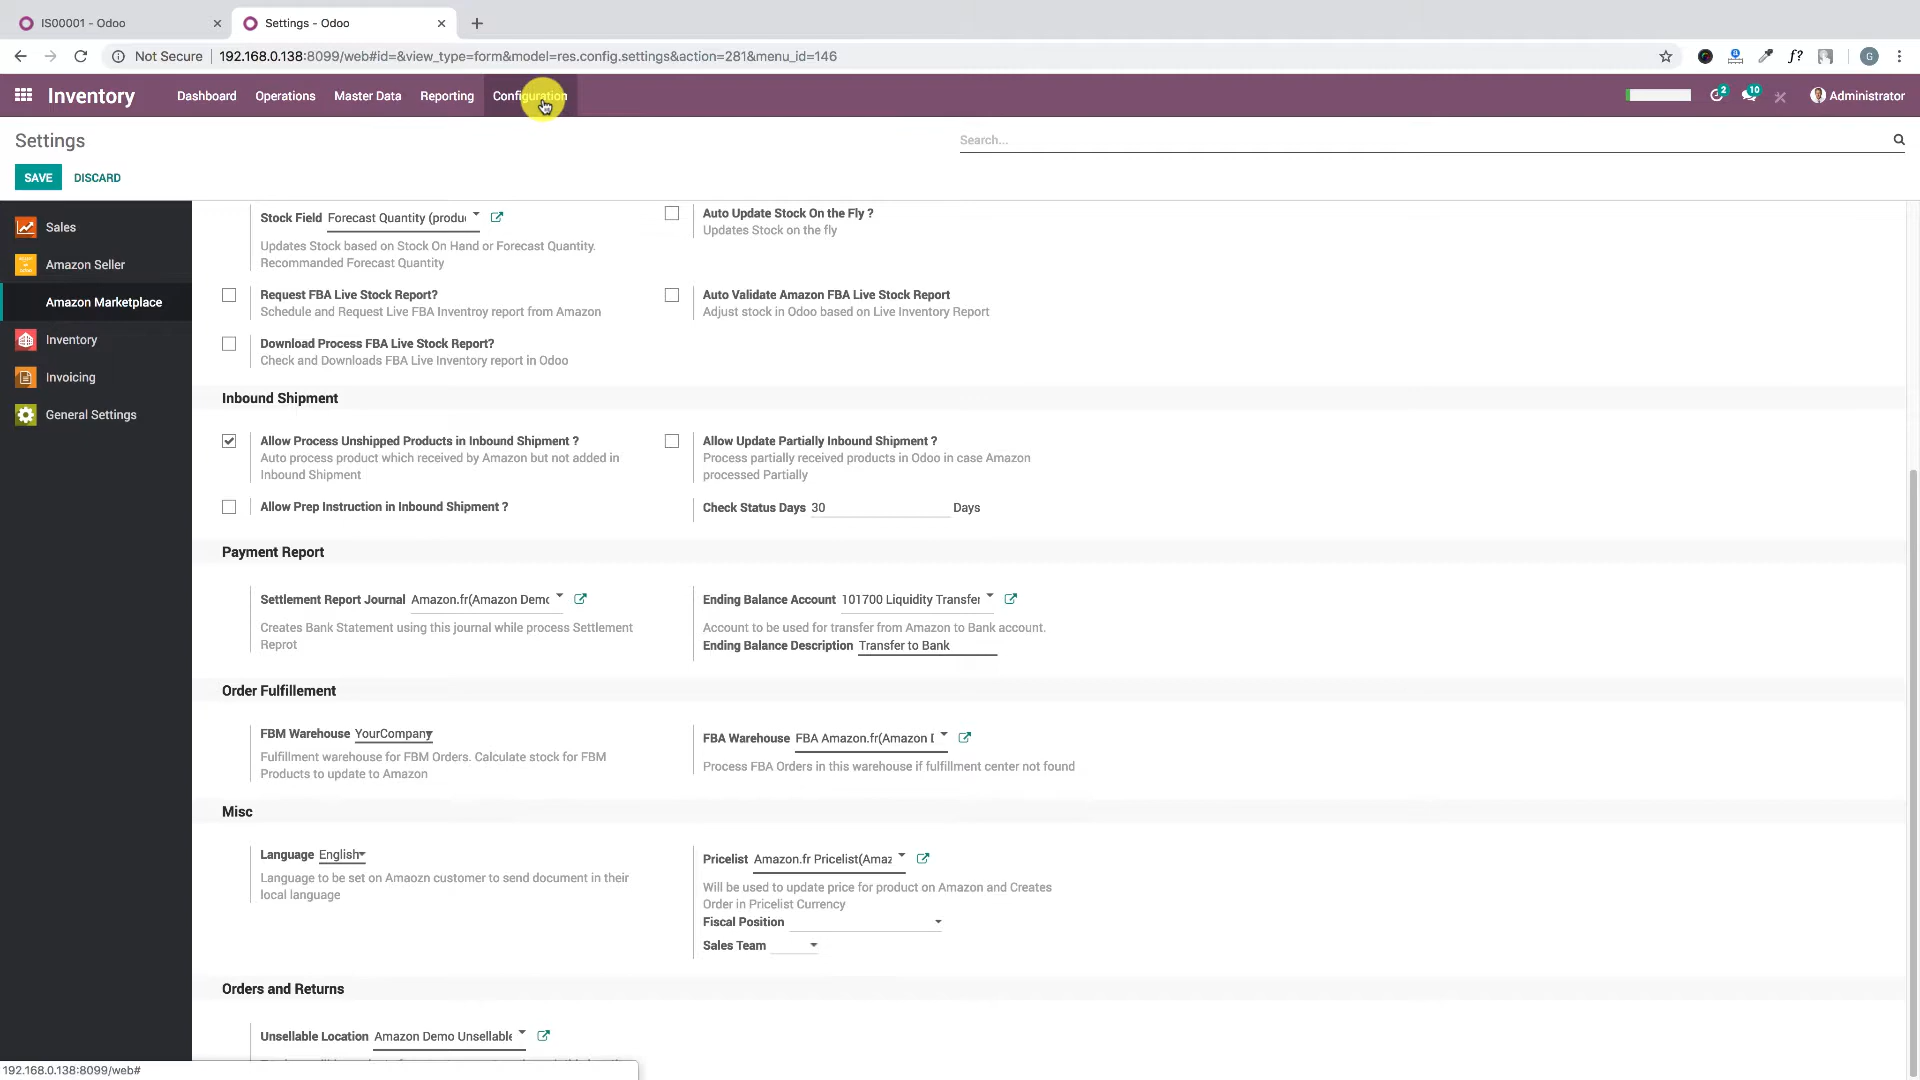 IS00001 - Odoo
Settings - Odoo
Not Secure
192.168.0.138:8099/web#id=&view_type=form&model=res.config.settings&action=281&menu_id=146
f?
G
Inventory
Dashboard
Operations
Master Data
Reporting
Configuration
2
10
Administrator
Settings
Search...
SAVE
DISCARD
Sales
Amazon Seller
Amazon Marketplace
Inventory
Invoicing
General Settings
Stock Field Forecast Quantity (produ
Updates Stock based on Stock On Hand or Forecast Quantity.
Recommanded Forecast Quantity
Auto Update Stock On the Fly ?
Updates Stock on the fly
Request FBA Live Stock Report?
Schedule and Request Live FBA Inventroy report from Amazon
Auto Validate Amazon FBA Live Stock Report
Adjust stock in Odoo based on Live Inventory Report
Download Process FBA Live Stock Report?
Check and Downloads FBA Live Inventory report in Odoo
Inbound Shipment
Allow Process Unshipped Products in Inbound Shipment ?
Auto process product which received by Amazon but not added in
Inbound Shipment
Allow Update Partially Inbound Shipment ?
Process partially received products in Odoo in case Amazon
processed Partially
Allow Prep Instruction in Inbound Shipment ?
Check Status Days 30 Days
Payment Report
Settlement Report Journal Amazon.fr(Amazon Demo
Creates Bank Statement using this journal while process Settlement
Reprot
Ending Balance Account 101700 Liquidity Transfer
Account to be used for transfer from Amazon to Bank account.
Ending Balance Description Transfer to Bank
Order Fulfillment
FBM Warehouse YourCompany
Fulfillment warehouse for FBM Orders. Calculate stock for FBM
Products to update to Amazon
FBA Warehouse FBA Amazon.fr(Amazon D
Process FBA Orders in this warehouse if fulfillment center not found
Misc
Language English
Language to be set on Amaozn customer to send document in their
local language
Pricelist Amazon.fr Pricelist(Amaz
Will be used to update price for product on Amazon and Creates
Order in Pricelist Currency
Fiscal Position
Sales Team
Orders and Returns
Unsellable Location Amazon Demo Unsellable
192.168.0.138:8099/web#